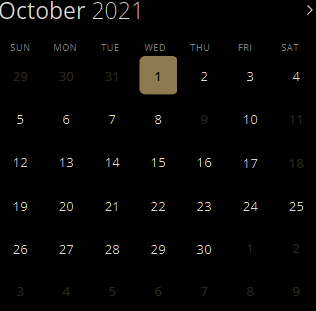 October 2021 >
SUN MON TUE WED THU FRI SAT
29 30 31 1 2 3 4
5 6 7 8 9 10 11
12 13 14 15 16 17 18
19 20 21 22 23 24 25
26 27 28 29 30 1 2
3 4 5 6 7 8 9